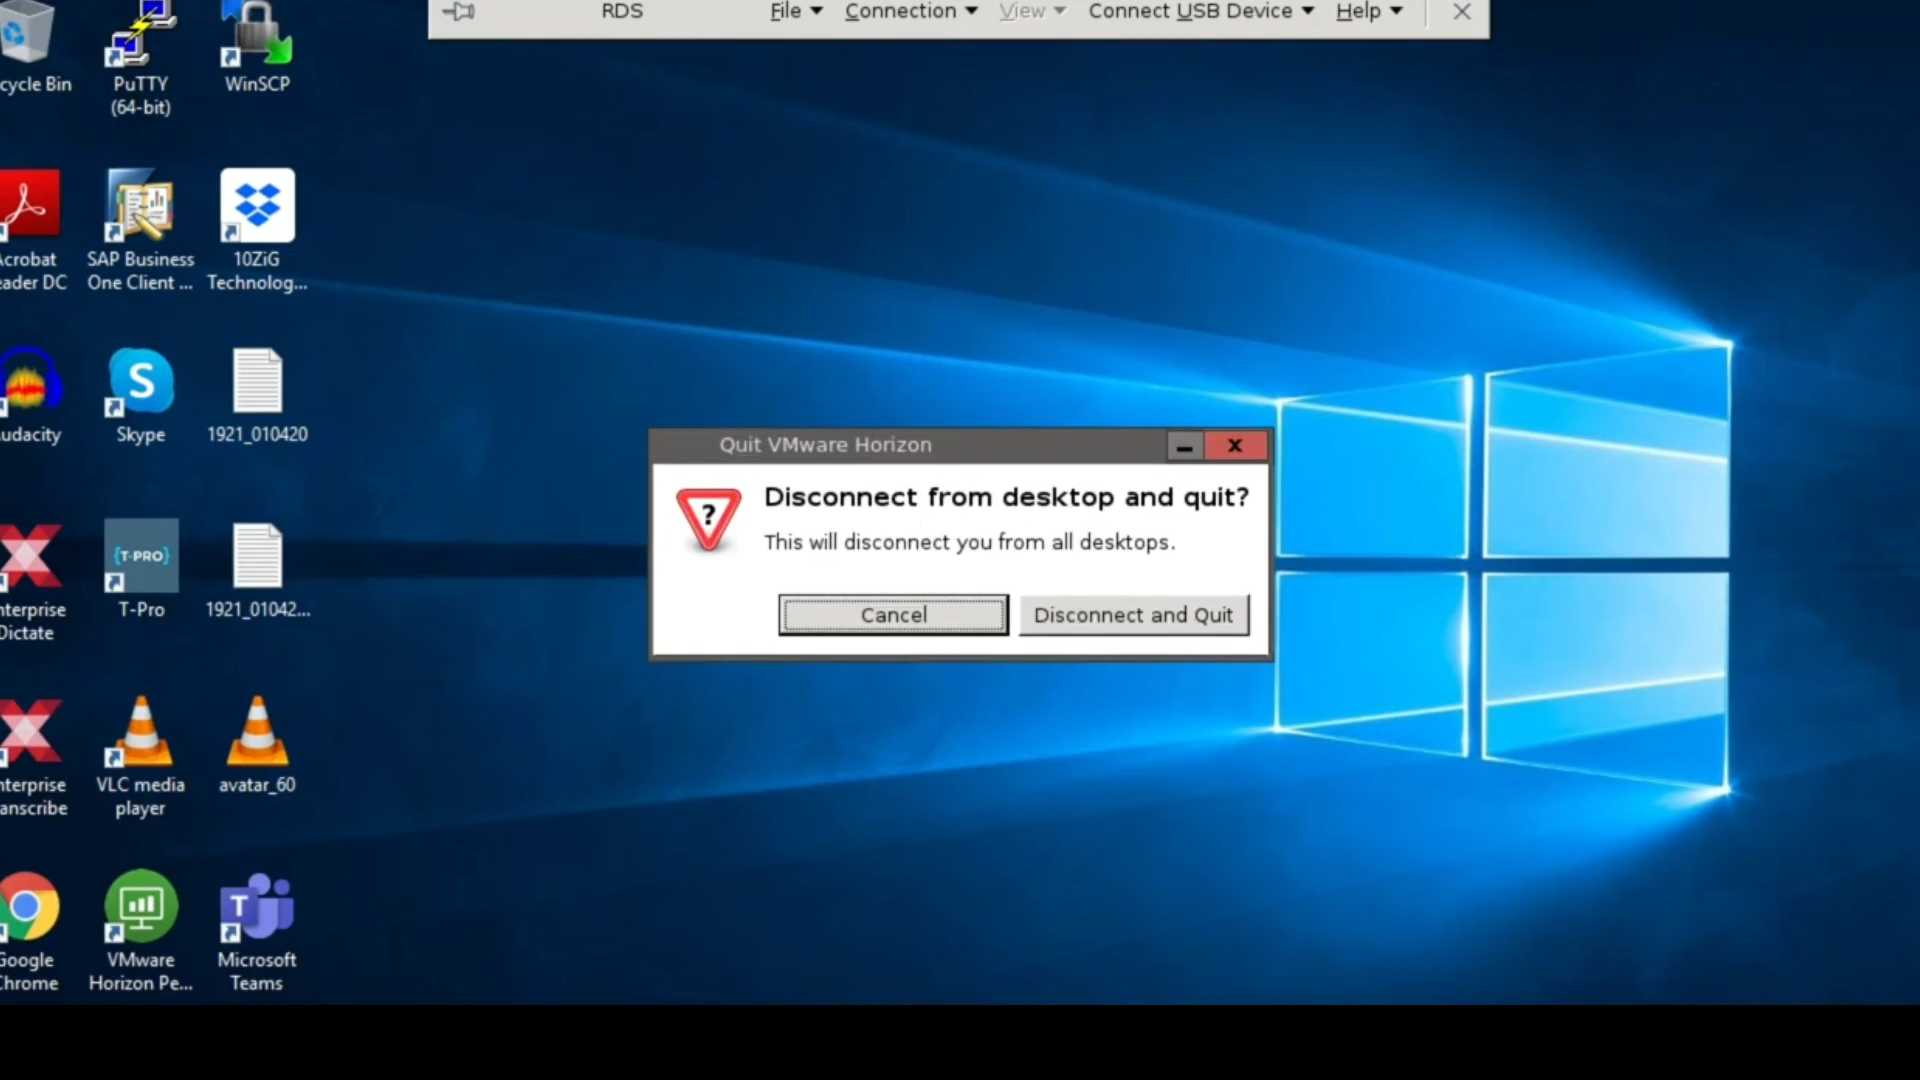 RDS File Connection View Connect USB Device Help
cycle Bin
PuTTY
(64-bit)
WinSCP
Acrobat
eader DC
SAP Business
One Client ...
10ZiG
Technolog...
udacity
S
Skype
1921_010420
nterprise
Dictate
{T-PRO}
T-Pro
1921_01042...
nterprise
anscribe
VLC media
player
avatar_60
Google
Chrome
VMware
Horizon Pe...
T
Microsoft
Teams
Quit VMware Horizon
?
Disconnect from desktop and quit?
This will disconnect you from all desktops.
Cancel
Disconnect and Quit